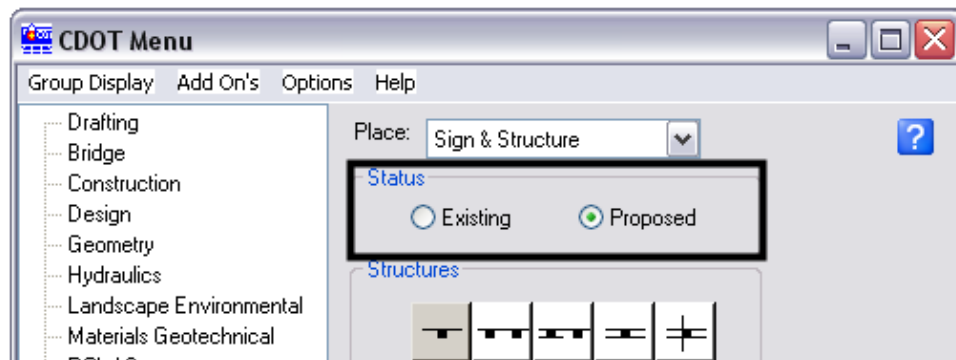 CDOT Menu
Group Display Add On's Options Help
Drafting
Bridge
Construction
Design
Geometry
Hydraulics
Landscape Environmental
Materials Geotechnical
Place: Sign & Structure
?
Status
Existing Proposed
Structures